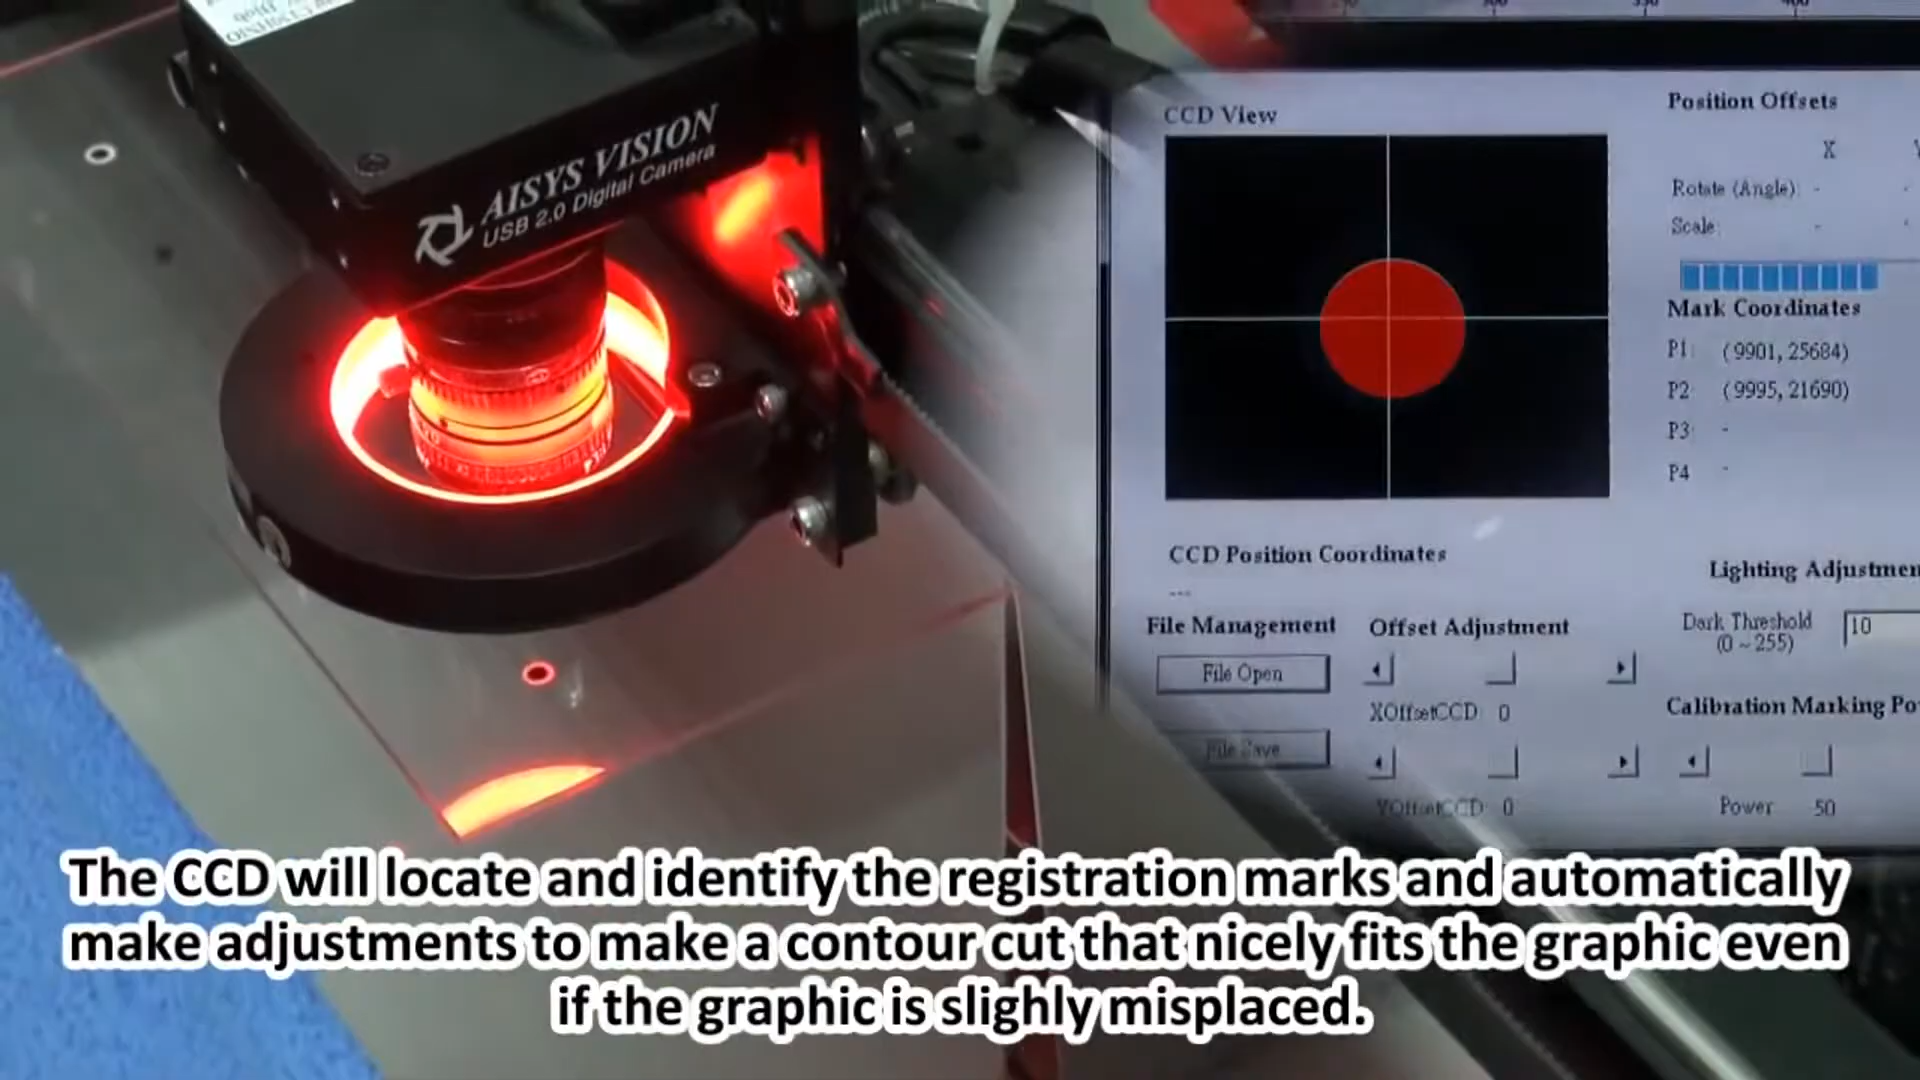 AISYS VISION
USB 2.0 Digital Camera
CCD View
Position Offsets
X
Rotate (Angle): -
Scale: -
Mark Coordinates
P1: (9901, 25684)
P2: (9995, 21690)
P3: -
P4: -
CCD Position Coordinates
---
Lighting Adjustmen
Dark Threshold
(0 ~ 255)
10
File Management
Offset Adjustment
File Open
XOffsetCCD 0
Calibration Marking Po
File Save
YOffsetCCD 0
Power 50
The CCD will locate and identify the registration marks and automatically
make adjustments to make a contour cut that nicely fits the graphic even
if the graphic is slighly misplaced.